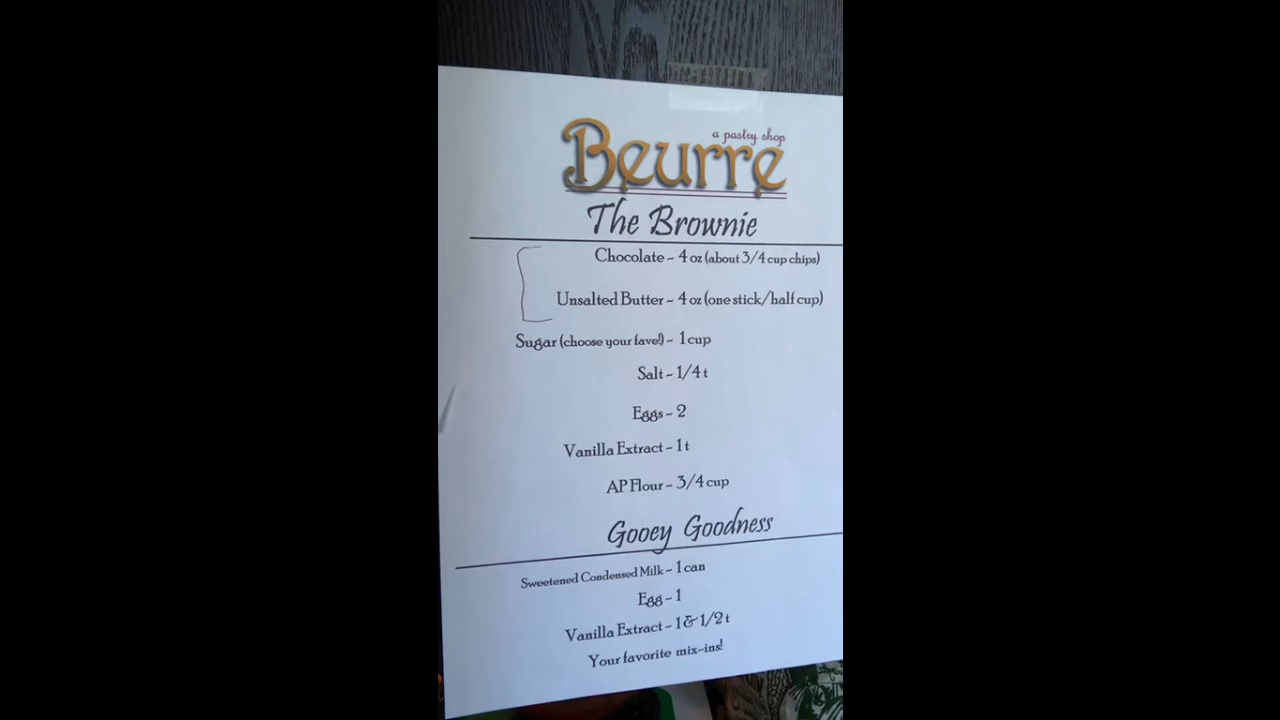 a pastry shop
Beurre
The Brownie
Chocolate - 4 oz (about 3/4 cup chips)
Unsalted Butter - 4 oz (one stick/half cup)
Sugar (choose your fave!) - 1 cup
Salt - 1/4 t
Eggs - 2
Vanilla Extract - 1 t
AP Flour - 3/4 cup
Gooey Goodness
Sweetened Condensed Milk - 1 can
Egg - 1
Vanilla Extract - 1 & 1/2 t
Your favorite mix-ins!